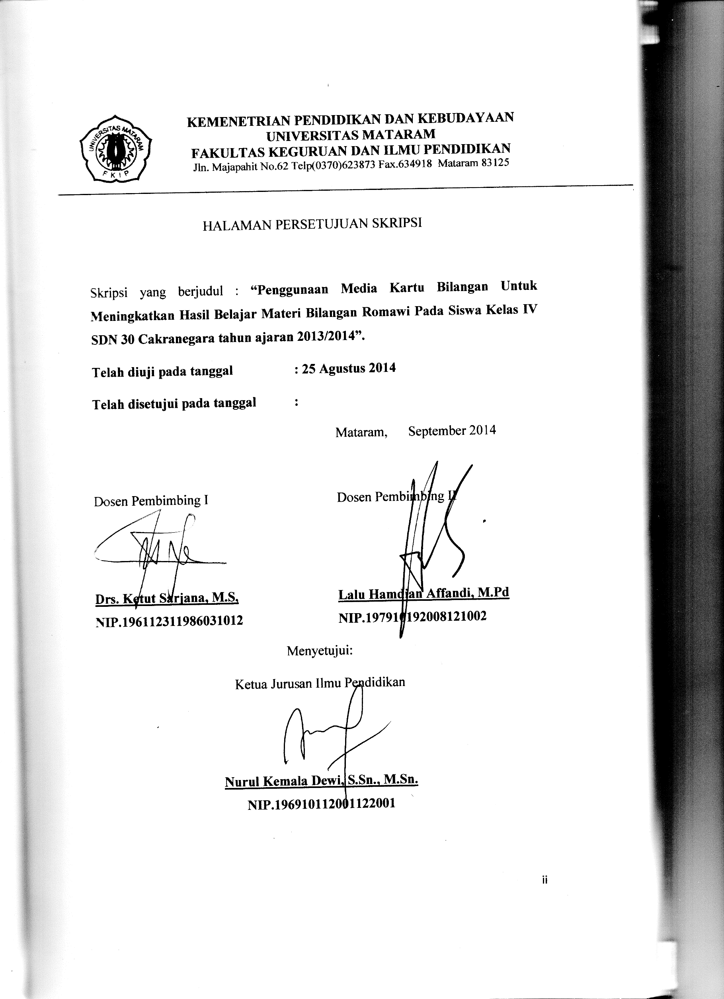 UNIVERSITAS MATARAM
FKIP
KEMENETRIAN PENDIDIKAN DAN KEBUDAYAAN
UNIVERSITAS MATARAM
FAKULTAS KEGURUAN DAN ILMU PENDIDIKAN
Jln. Majapahit No.62 Telp(0370)623873 Fax.634918 Mataram 83125
HALAMAN PERSETUJUAN SKRIPSI
Skripsi yang berjudul : “Penggunaan Media Kartu Bilangan Untuk
Meningkatkan Hasil Belajar Materi Bilangan Romawi Pada Siswa Kelas IV
SDN 30 Cakranegara tahun ajaran 2013/2014”.
Telah diuji pada tanggal : 25 Agustus 2014
Telah disetujui pada tanggal :
Mataram, September 2014
Dosen Pembimbing I Dosen Pembimbing II
Drs. Ketut Sarjana, M.S, Lalu Hamdian Affandi, M.Pd
NIP.196112311986031012 NIP.197910192008121002
Menyetujui:
Ketua Jurusan Ilmu Pendidikan
Nurul Kemala Dewi, S.Sn., M.Sn.
NIP.196910112001122001
ii